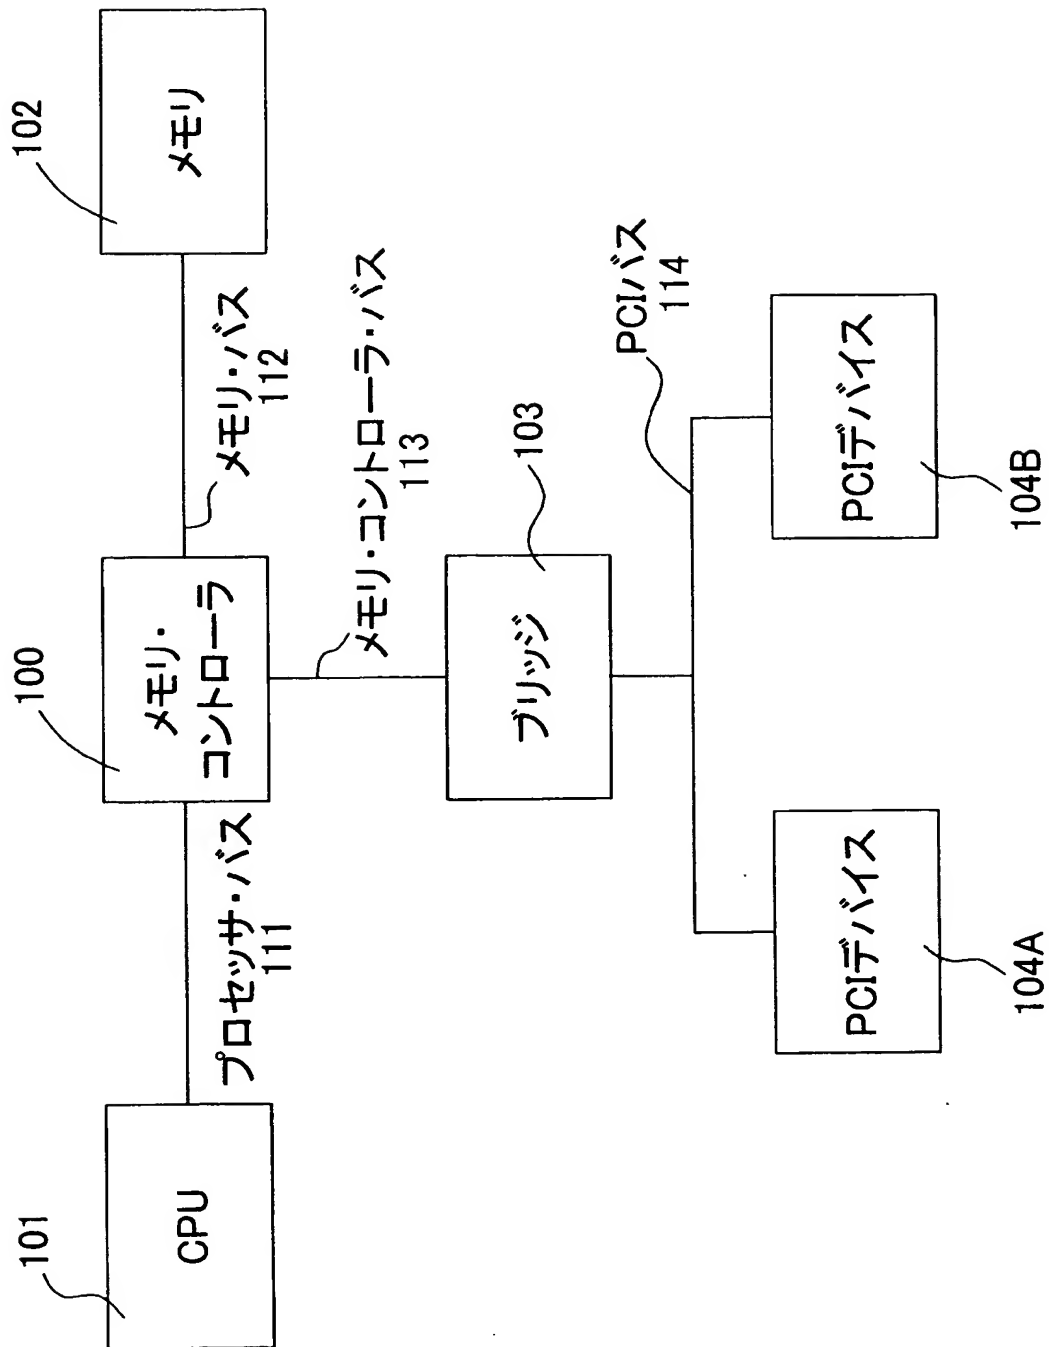 101
CPU
プロセッサ・バス
111
100
メモリ・
コントローラ
メモリ・バス
112
102
メモリ
メモリ・コントローラ・バス
113
103
ブリッジ
PCIバス
114
PCIデバイス
104A
PCIデバイス
104B